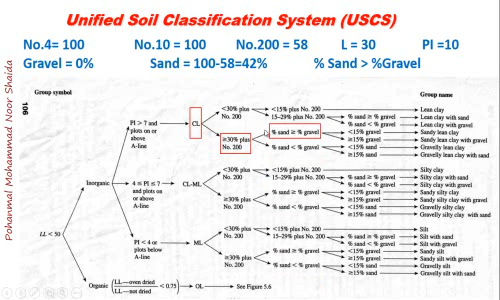 Unified Soil Classification System (USCS)
No.4= 100 No.10 = 100 No.200 = 58 L = 30 PI =10
Gravel = 0% Sand = 100-58=42% % Sand > %Gravel
Pohanmal Mohammad Noor Shaida
106
Group symbol Group name
<30% plus No. 200 <15% plus No. 200 Lean clay
15–29% plus No. 200 % sand ≥ % gravel Lean clay with sand
% sand < % gravel Lean clay with gravel
PI > 7 and plots on or above A-line CL
≥30% plus No. 200 % sand ≥ % gravel <15% gravel Sandy lean clay
≥15% gravel Sandy lean clay with gravel
% sand < % gravel <15% sand Gravelly lean clay
≥15% sand Gravelly lean clay with sand
<30% plus No. 200 <15% plus No. 200 Silty clay
15–29% plus No. 200 % sand ≥ % gravel Silty clay with sand
% sand < % gravel Silty clay with gravel
Inorganic 4 ≤ PI ≤ 7 and plots on or above A-line CL-ML
≥30% plus No. 200 % sand ≥ % gravel <15% gravel Sandy silty clay
≥15% gravel Sandy silty clay with gravel
% sand < % gravel <15% sand Gravelly silty clay
≥15% sand Gravelly silty clay with sand
LL < 50
<30% plus No. 200 <15% plus No. 200 Silt
15–29% plus No. 200 % sand ≥ % gravel Silt with sand
% sand < % gravel Silt with gravel
PI < 4 or plots below A-line ML
≥30% plus No. 200 % sand ≥ % gravel <15% gravel Sandy silt
≥15% gravel Sandy silt with gravel
% sand < % gravel <15% sand Gravelly silt
≥15% sand Gravelly silt with sand
Organic (LL—oven dried / LL—not dried < 0.75) OL See Figure 5.6